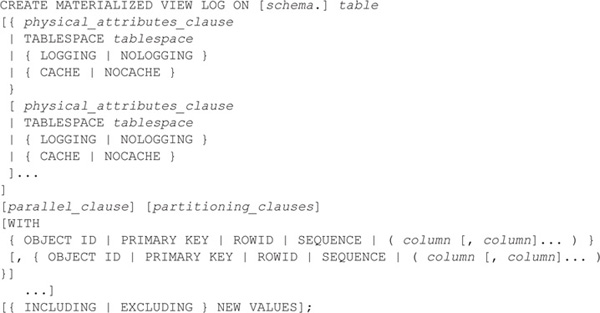 CREATE MATERIALIZED VIEW LOG ON [schema.] table
[{ physical_attributes_clause
| TABLESPACE tablespace
| { LOGGING | NOLOGGING }
| { CACHE | NOCACHE }
}
[ physical_attributes_clause
| TABLESPACE tablespace
| { LOGGING | NOLOGGING }
| { CACHE | NOCACHE }
]...
]
[parallel_clause] [partitioning_clauses]
[WITH
{ OBJECT ID | PRIMARY KEY | ROWID | SEQUENCE | ( column [, column]... ) }
[, { OBJECT ID | PRIMARY KEY | ROWID | SEQUENCE | ( column [, column]... )
}]
...]
[{ INCLUDING | EXCLUDING } NEW VALUES];